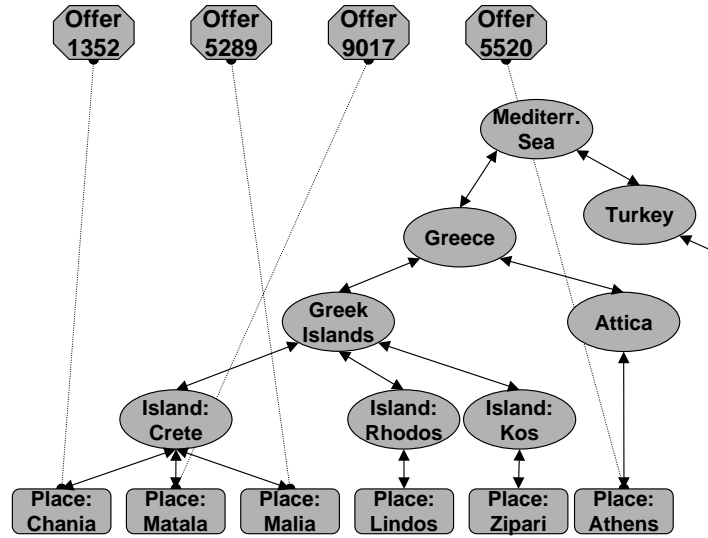 Offer
1352
Offer
5289
Offer
9017
Offer
5520
Mediterr.
Sea
Turkey
Greece
Greek
Islands
Attica
Island:
Crete
Island:
Rhodos
Island:
Kos
Place:
Chania
Place:
Matala
Place:
Malia
Place:
Lindos
Place:
Zipari
Place:
Athens